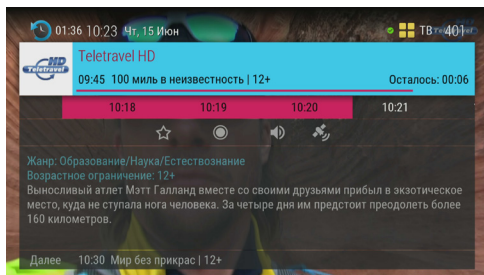 01:36 10:23 Чт, 15 Июн
ТВ 401
HD
Teletravel
Teletravel HD
09:45 100 миль в неизвестность | 12+
Осталось: 00:06
10:18 10:19 10:20 10:21
Жанр: Образование/Наука/Естествознание
Возрастное ограничение: 12+
Выносливый атлет Мэтт Галланд вместе со своими друзьями прибыл в экзотическое
место, куда не ступала нога человека. За четыре дня им предстоит преодолеть более
160 километров.
Далее 10:30 Мир без прикрас | 12+